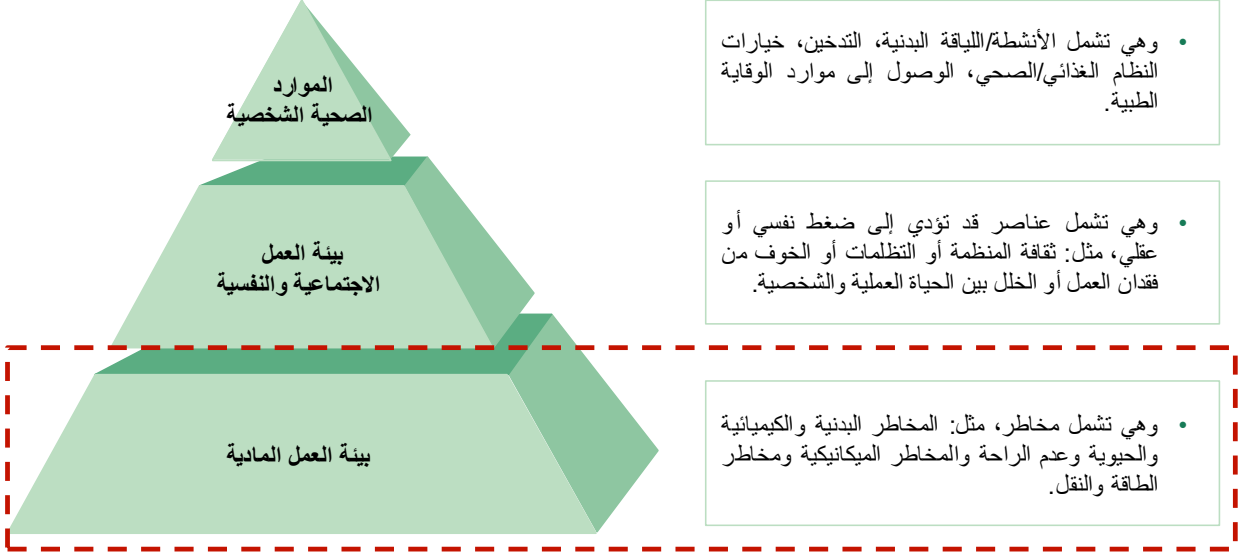 الموارد
الصحية الشخصية
• وهي تشمل الأنشطة/اللياقة البدنية، التدخين، خيارات
النظام الغذائي/الصحي، الوصول إلى موارد الوقاية
الطبية.
بيئة العمل
الاجتماعية والنفسية
• وهي تشمل عناصر قد تؤدي إلى ضغط نفسي أو
عقلي، مثل: ثقافة المنظمة أو التظلمات أو الخوف من
فقدان العمل أو الخلل بين الحياة العملية والشخصية.
بيئة العمل المادية
• وهي تشمل مخاطر، مثل: المخاطر البدنية والكيميائية
والحيوية وعدم الراحة والمخاطر الميكانيكية ومخاطر
الطاقة والنقل.